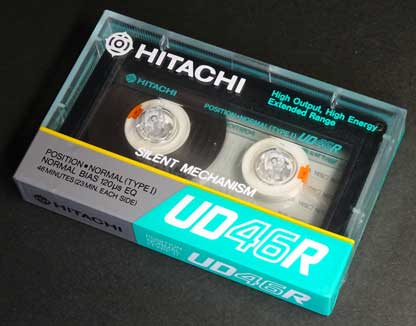 HITACHI
High Output, High Energy
Extended Range
HITACHI
POSITION•NORMAL(TYPE I) UD46R
SILENT MECHANISM
POSITION•NORMAL (TYPE I)
NORMAL BIAS 120μs EQ
46 MINUTES (23 MIN. EACH SIDE)
UD46R
HITACHI
UD46R